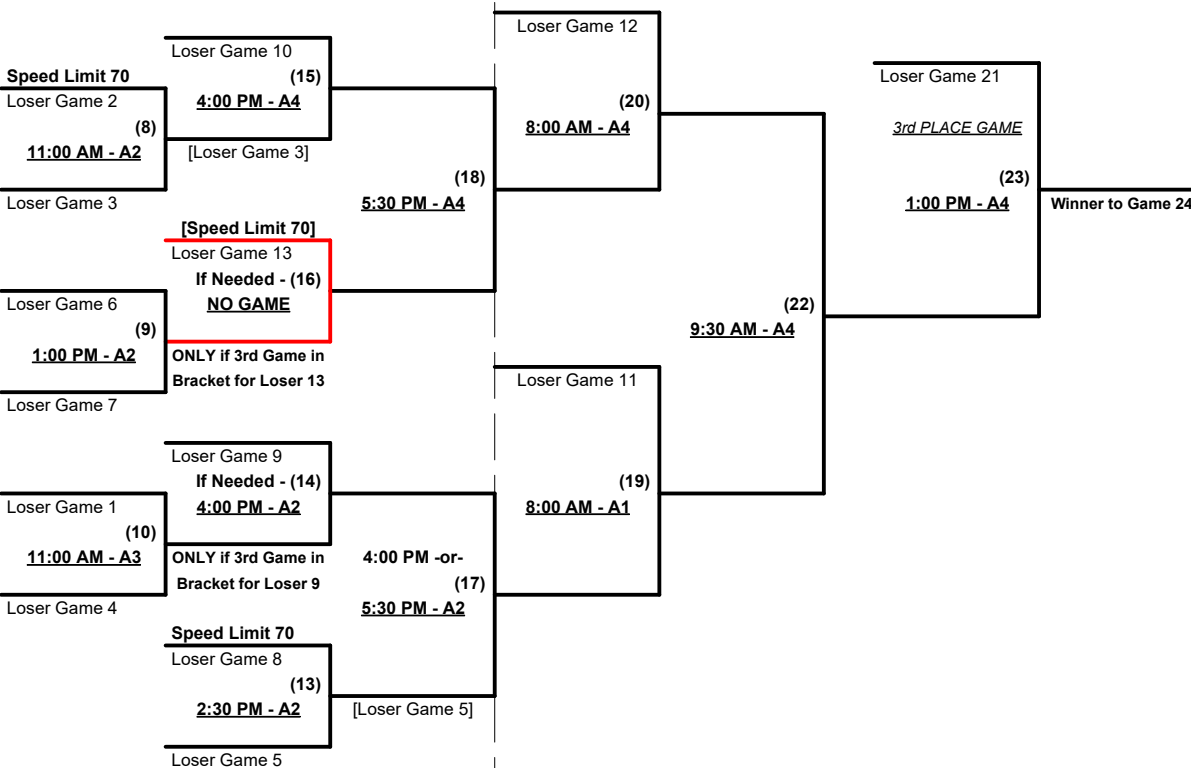 Loser Game 12
Loser Game 10
(15)
4:00 PM - A4
[Loser Game 3]
Speed Limit 70
Loser Game 2
(8)
11:00 AM - A2
Loser Game 3
(18)
5:30 PM - A4
(20)
8:00 AM - A4
Loser Game 21
3rd PLACE GAME
(23)
1:00 PM - A4
Winner to Game 24
[Speed Limit 70]
Loser Game 13
If Needed - (16)
NO GAME
ONLY if 3rd Game in
Bracket for Loser 13
Loser Game 6
(9)
1:00 PM - A2
Loser Game 7
(22)
9:30 AM - A4
Loser Game 11
(19)
8:00 AM - A1
Loser Game 9
If Needed - (14)
4:00 PM - A2
ONLY if 3rd Game in
Bracket for Loser 9
Loser Game 1
(10)
11:00 AM - A3
Loser Game 4
4:00 PM -or-
(17)
5:30 PM - A2
Speed Limit 70
Loser Game 8
(13)
2:30 PM - A2
[Loser Game 5]
Loser Game 5